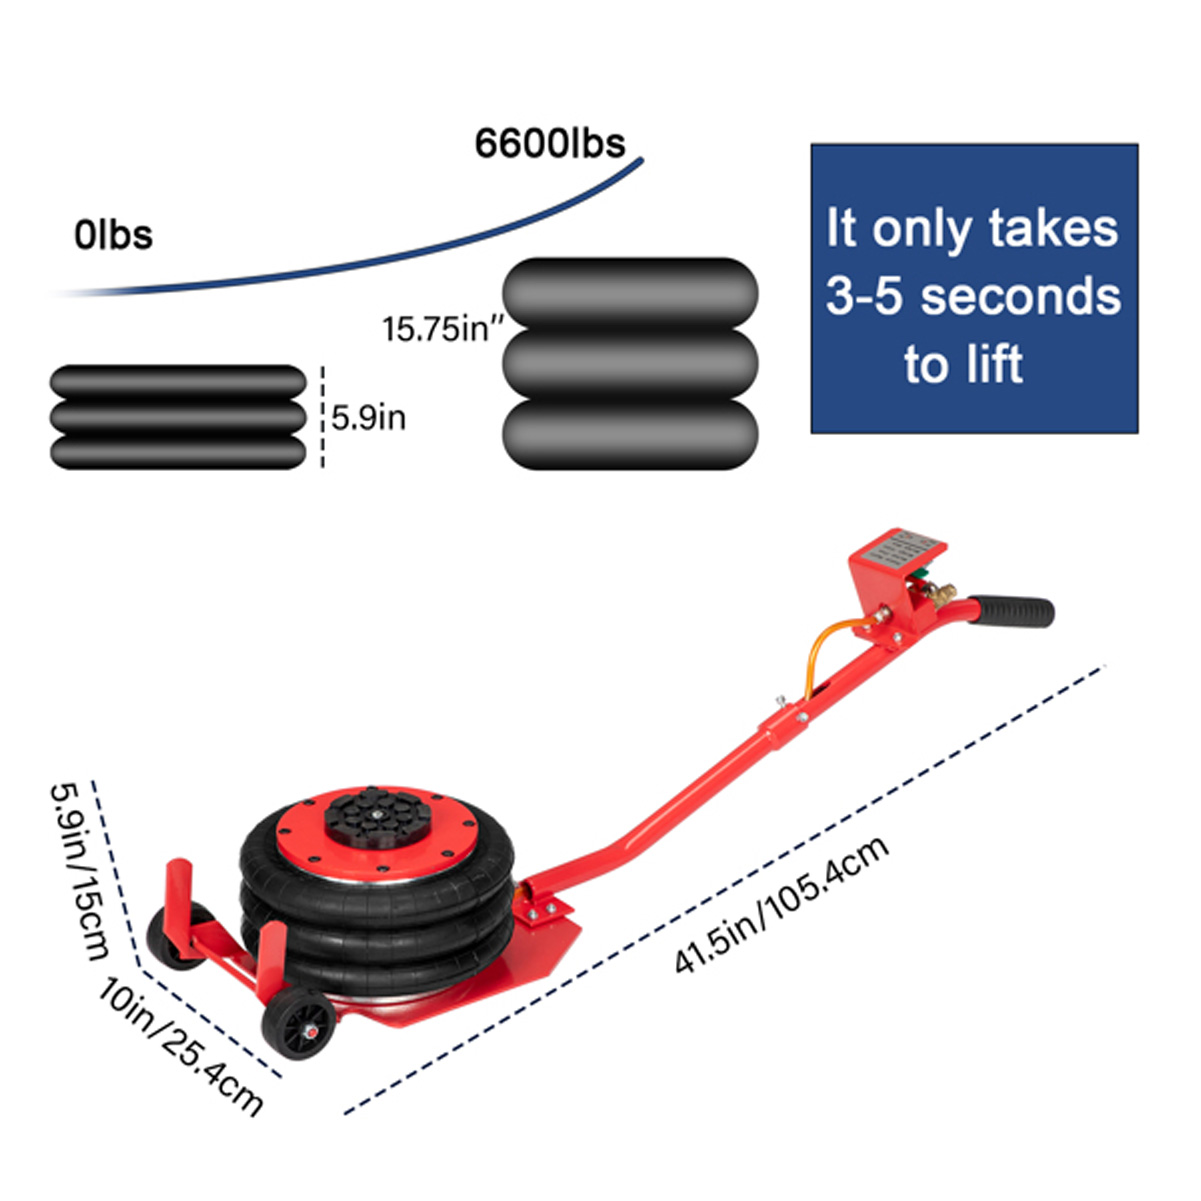 6600lbs
0lbs
It only takes
3-5 seconds
to lift
15.75in”
5.9in
5.9in/15cm
10in/25.4cm
41.5in/105.4cm